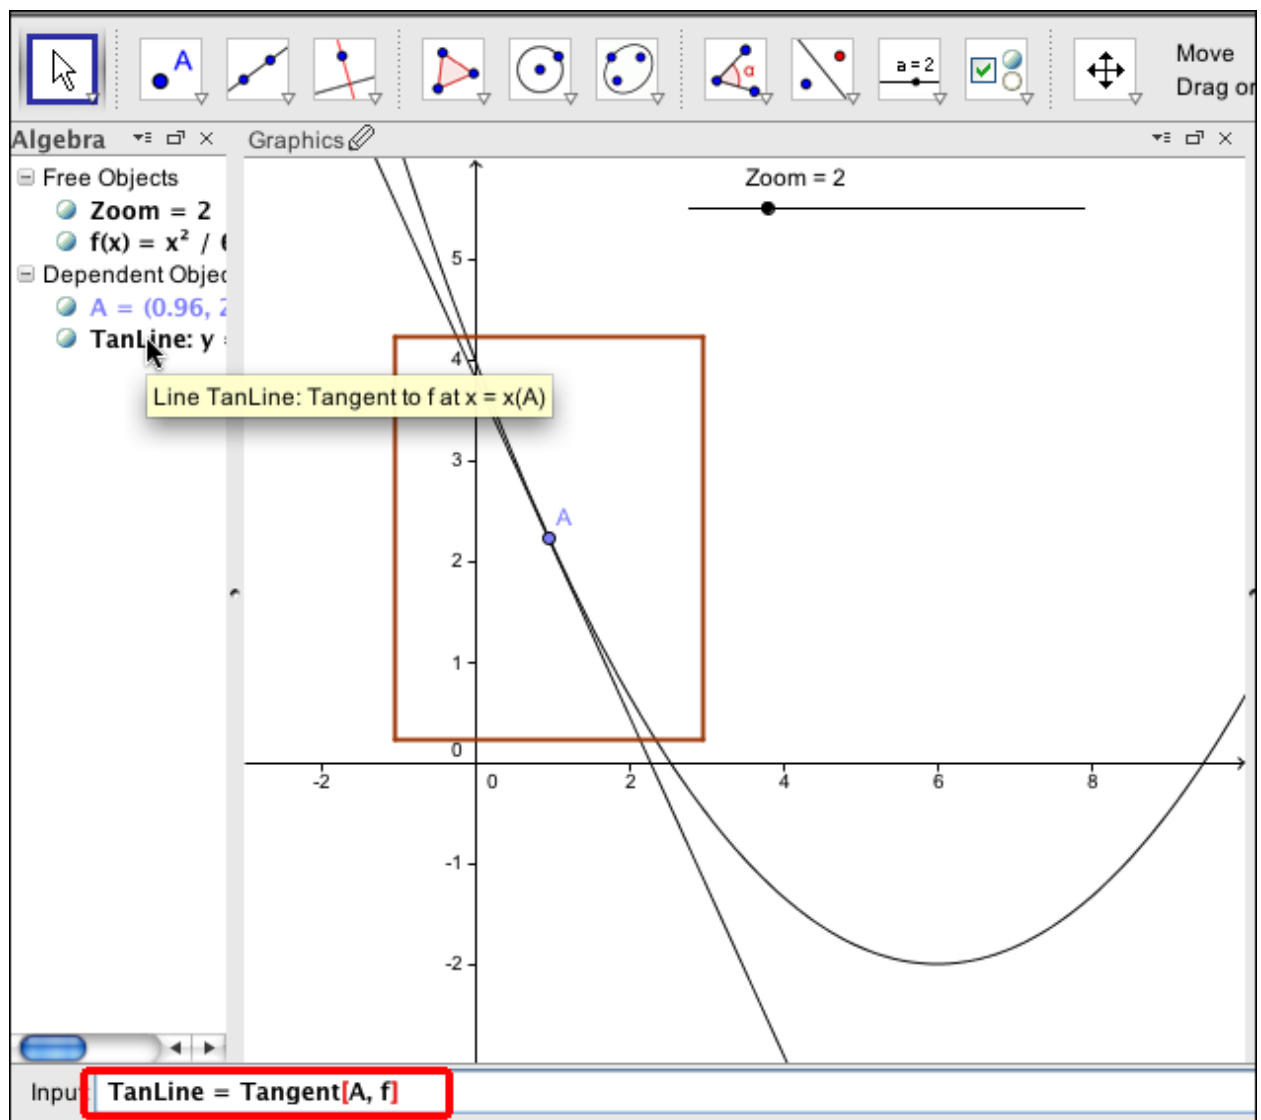 A
α
a = 2
Move
Drag or
Algebra
Graphics
Free Objects
Zoom = 2
f(x) = x² / 6
Dependent Objec
A = (0.96, 2
TanLine: y =
Line TanLine: Tangent to f at x = x(A)
Zoom = 2
5
4
3
A
2
1
0
-2
0
2
4
6
8
-1
-2
Input
TanLine = Tangent[A, f]